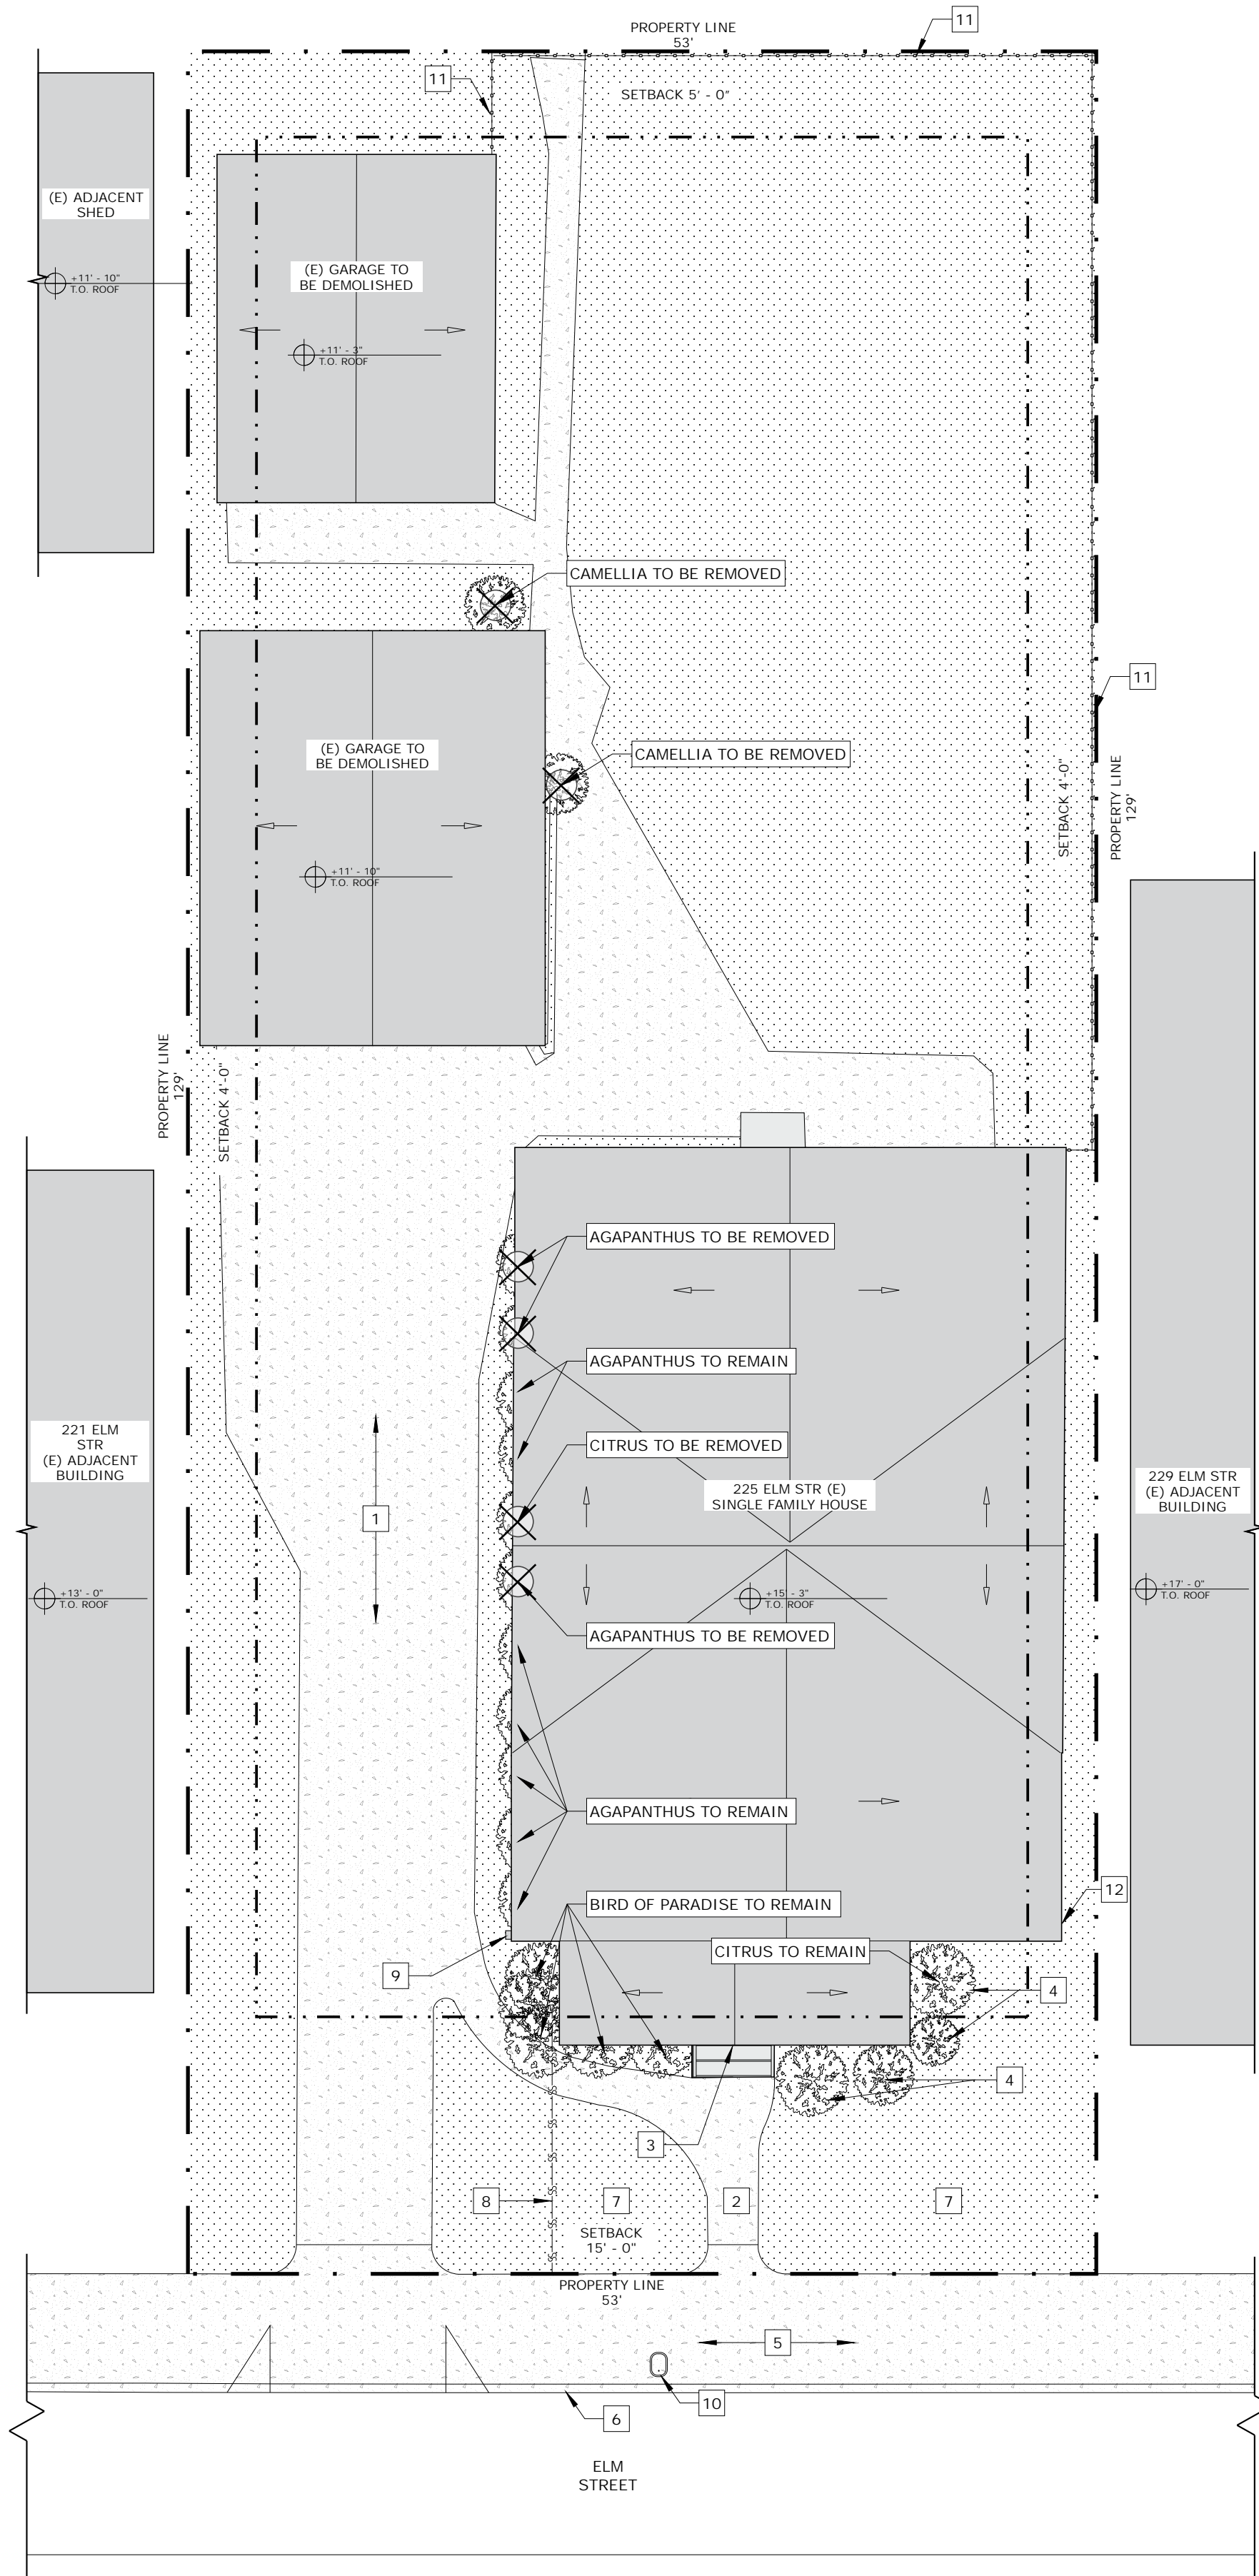 11
PROPERTY LINE
53'
11
SETBACK 5' - 0"
(E) ADJACENT
SHED
+11' - 10"
T.O. ROOF
(E) GARAGE TO
BE DEMOLISHED
+11' - 3"
T.O. ROOF
CAMELLIA TO BE REMOVED
11
CAMELLIA TO BE REMOVED
(E) GARAGE TO
BE DEMOLISHED
SETBACK 4'-0"
PROPERTY LINE
129'
+11' - 10"
T.O. ROOF
PROPERTY LINE
129'
SETBACK 4'-0"
AGAPANTHUS TO BE REMOVED
AGAPANTHUS TO REMAIN
CITRUS TO BE REMOVED
221 ELM
STR
(E) ADJACENT
BUILDING
1
225 ELM STR (E)
SINGLE FAMILY HOUSE
229 ELM STR
(E) ADJACENT
BUILDING
+13' - 0"
T.O. ROOF
+15' - 3"
T.O. ROOF
+17' - 0"
T.O. ROOF
AGAPANTHUS TO BE REMOVED
AGAPANTHUS TO REMAIN
12
BIRD OF PARADISE TO REMAIN
CITRUS TO REMAIN
9
4
4
3
8
7
2
7
SETBACK
15' - 0"
PROPERTY LINE
53'
5
10
6
ELM
STREET